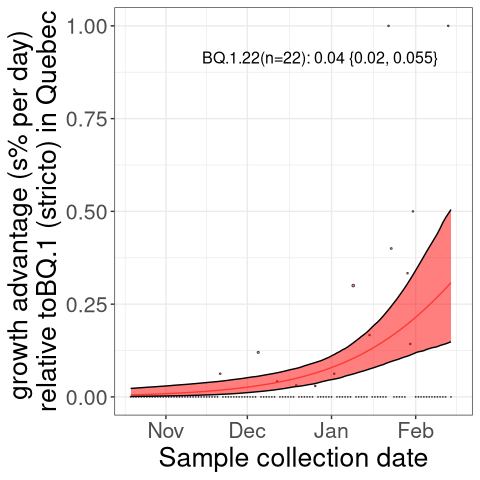 growth advantage (s% per day)
relative toBQ.1 (stricto) in Quebec
1.00
0.75
0.50
0.25
0.00
BQ.1.22(n=22): 0.04 {0.02, 0.055}
Nov Dec Jan Feb
Sample collection date